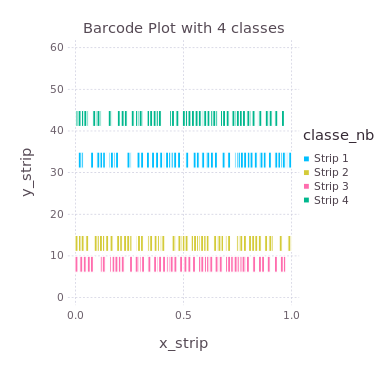 Barcode Plot with 4 classes
60
50
40
30
20
10
0
y_strip
0.0
0.5
1.0
x_strip
classe_nb
Strip 1
Strip 2
Strip 3
Strip 4